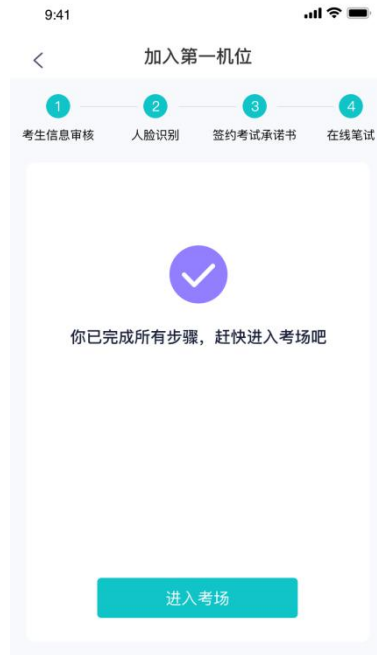 9:41
加入第一机位
1
2
3
4
考生信息审核
人脸识别
签约考试承诺书
在线笔试
你已完成所有步骤，赶快进入考场吧
进入考场